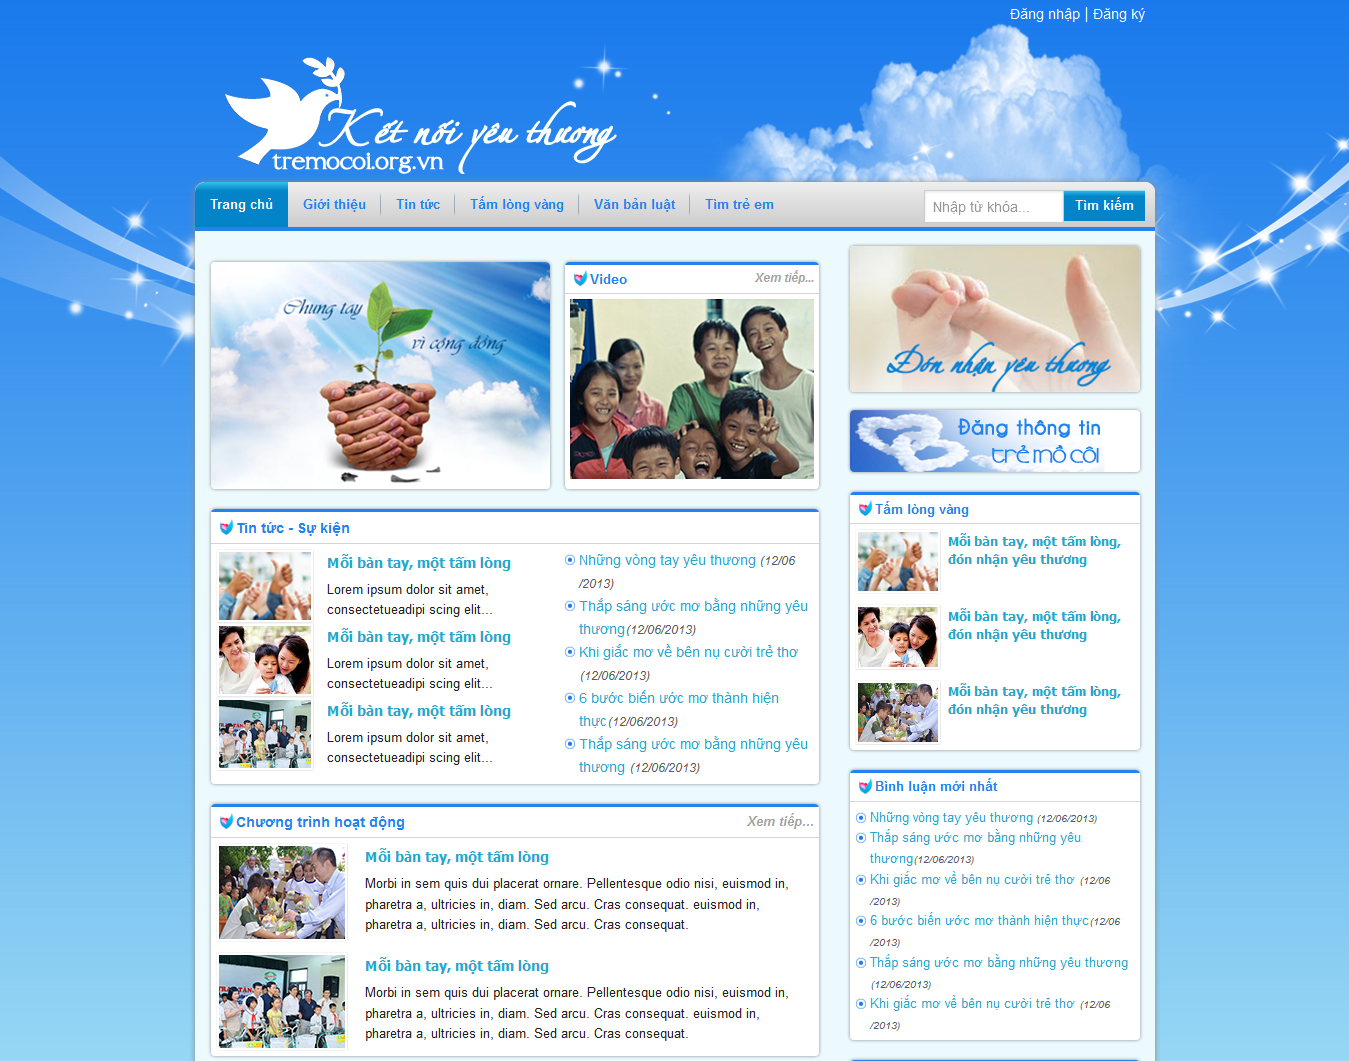 Đăng nhập | Đăng ký
Kết nối yêu thương
tremocoi.org.vn
Trang chủ
Giới thiệu
Tin tức
Tấm lòng vàng
Văn bản luật
Tìm trẻ em
Nhập từ khóa...
Tìm kiếm
Chung tay
vì cộng đồng
Video
Xem tiếp...
Đón nhận yêu thương
Đăng thông tin
TRẺ MỒ CÔI
Tin tức - Sự kiện
Mỗi bàn tay, một tấm lòng
Lorem ipsum dolor sit amet,
consectetueadipi scing elit...
Mỗi bàn tay, một tấm lòng
Lorem ipsum dolor sit amet,
consectetueadipi scing elit...
Mỗi bàn tay, một tấm lòng
Lorem ipsum dolor sit amet,
consectetueadipi scing elit...
Những vòng tay yêu thương (12/06
/2013)
Thắp sáng ước mơ bằng những yêu
thương(12/06/2013)
Khi giấc mơ về bên nụ cười trẻ thơ
(12/06/2013)
6 bước biến ước mơ thành hiện
thực(12/06/2013)
Thắp sáng ước mơ bằng những yêu
thương (12/06/2013)
Chương trình hoạt động
Xem tiếp...
Mỗi bàn tay, một tấm lòng
Morbi in sem quis dui placerat ornare. Pellentesque odio nisi, euismod in,
pharetra a, ultricies in, diam. Sed arcu. Cras consequat. euismod in,
pharetra a, ultricies in, diam. Sed arcu. Cras consequat.
Mỗi bàn tay, một tấm lòng
Morbi in sem quis dui placerat ornare. Pellentesque odio nisi, euismod in,
pharetra a, ultricies in, diam. Sed arcu. Cras consequat. euismod in,
pharetra a, ultricies in, diam. Sed arcu. Cras consequat.
Tấm lòng vàng
Mỗi bàn tay, một tấm lòng,
đón nhận yêu thương
Mỗi bàn tay, một tấm lòng,
đón nhận yêu thương
Mỗi bàn tay, một tấm lòng,
đón nhận yêu thương
Bình luận mới nhất
Những vòng tay yêu thương (12/06/2013)
Thắp sáng ước mơ bằng những yêu
thương(12/06/2013)
Khi giấc mơ về bên nụ cười trẻ thơ (12/06
/2013)
6 bước biến ước mơ thành hiện thực(12/06
/2013)
Thắp sáng ước mơ bằng những yêu thương
(12/06/2013)
Khi giấc mơ về bên nụ cười trẻ thơ (12/06
/2013)